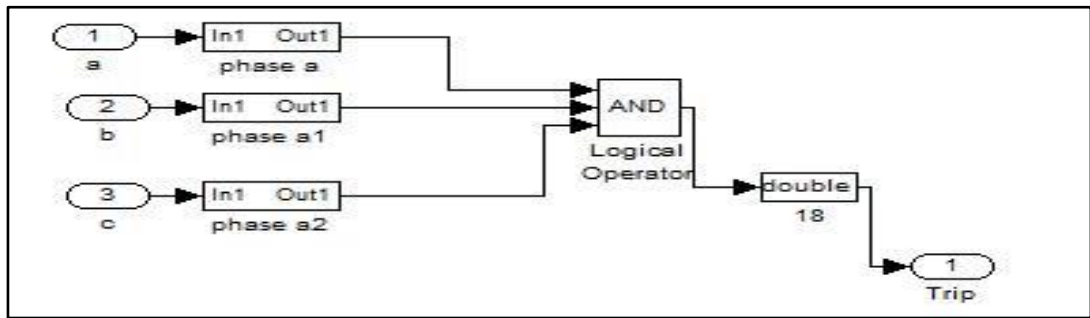 1
In1 Out1
a
phase a
2
In1 Out1
b
phase a1
AND
Logical
Operator
3
In1 Out1
c
phase a2
double
18
1
Trip